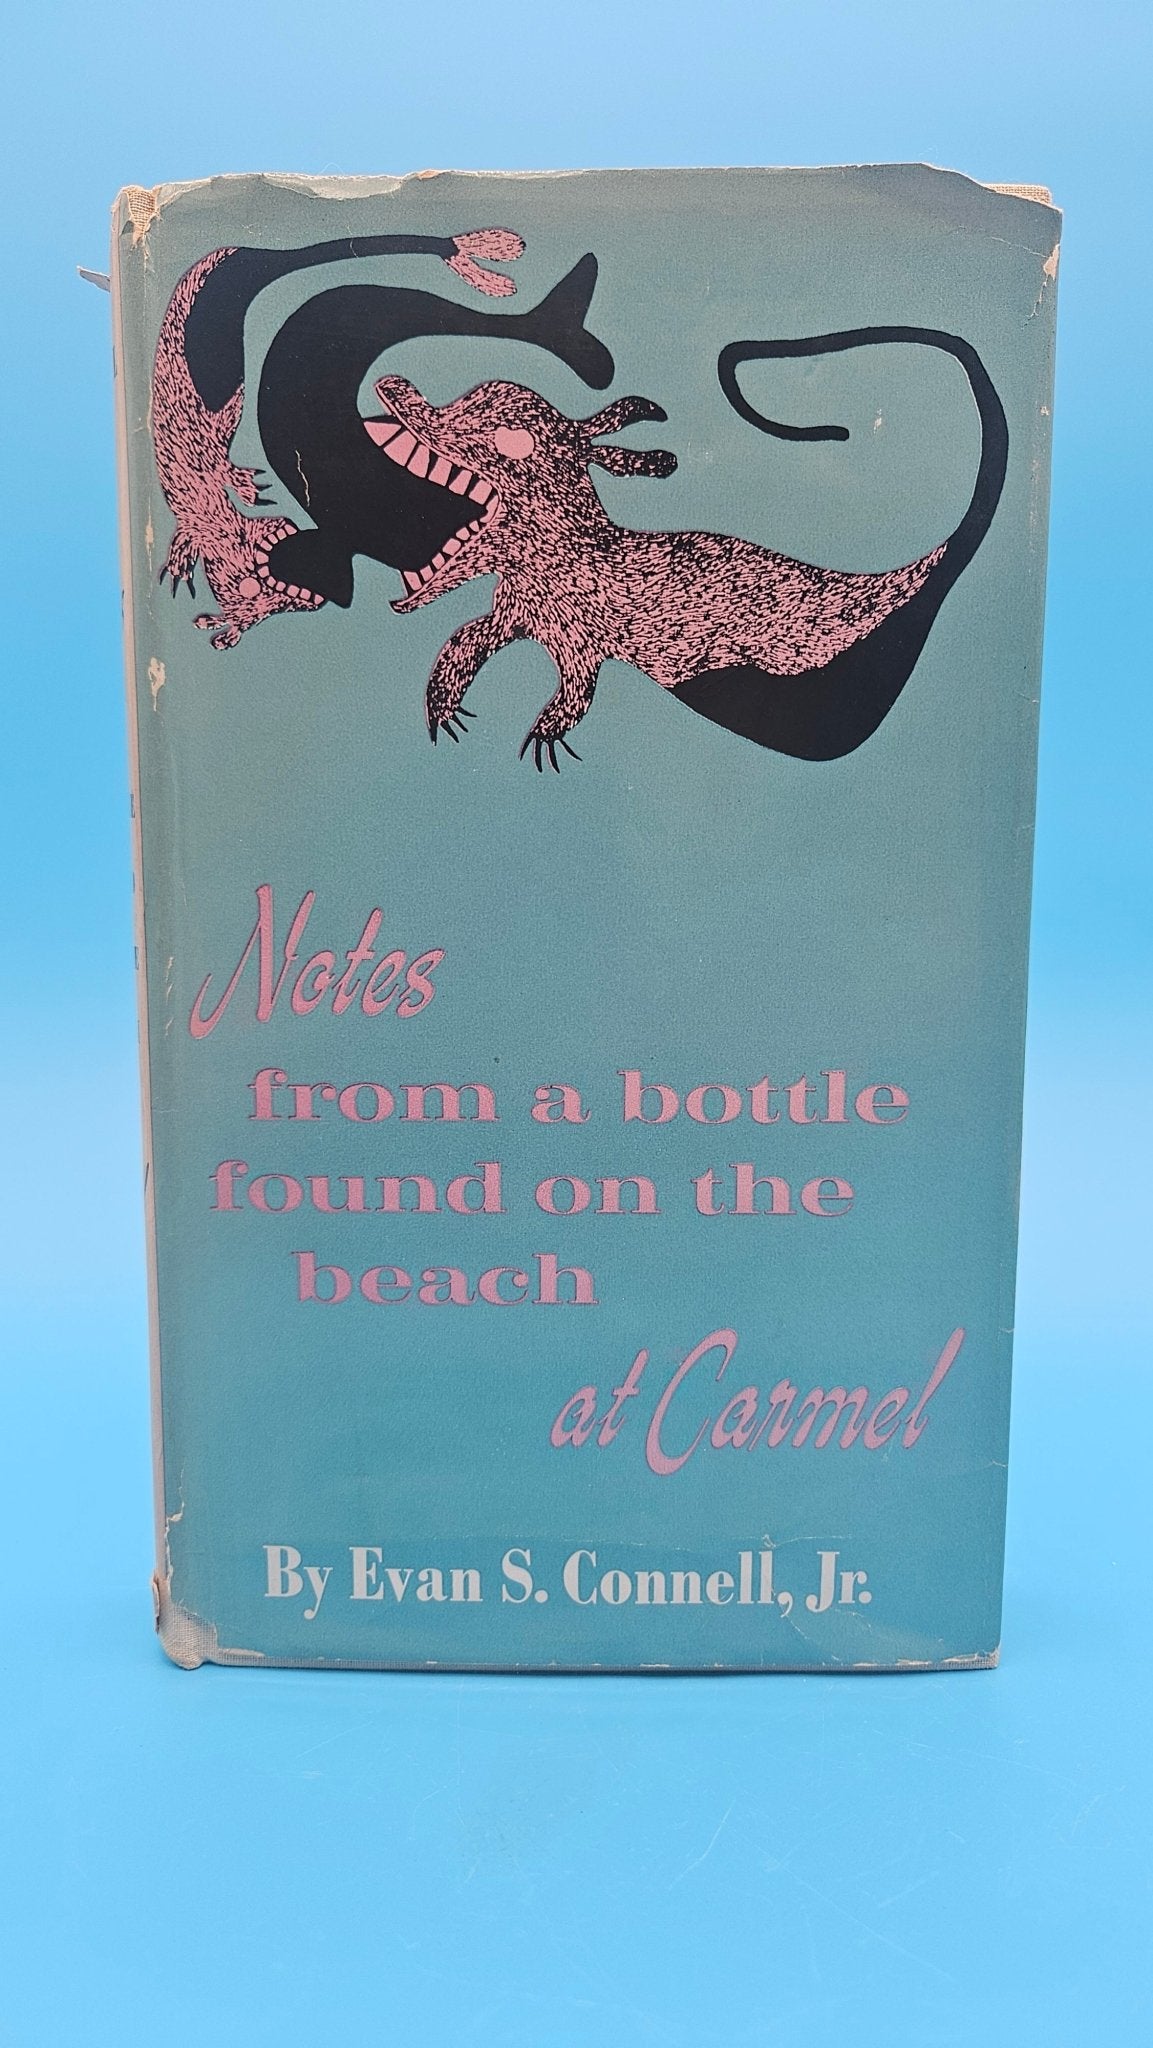 Notes
from a bottle
found on the
beach
at Carmel
By Evan S. Connell, Jr.